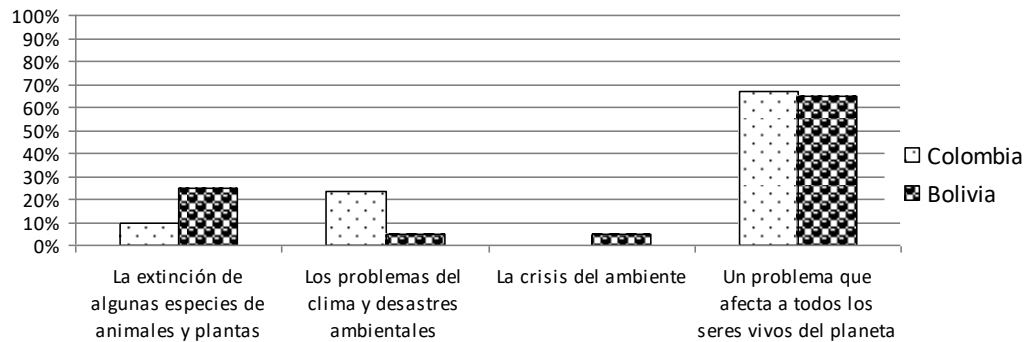 100%
90%
80%
70%
60%
50%
40%
30%
20%
10%
0%
La extinción de
algunas especies de
animales y plantas
Los problemas del
clima y desastres
ambientales
La crisis del ambiente
Un problema que
afecta a todos los
seres vivos del planeta
Colombia
Bolivia